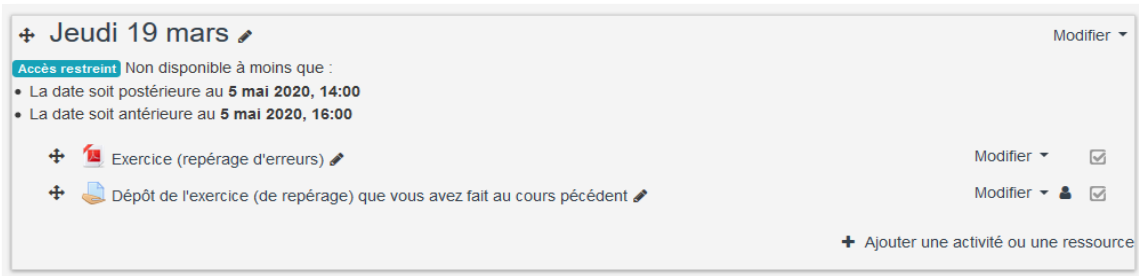 Jeudi 19 mars
Modifier
Accès restreint Non disponible à moins que :
• La date soit postérieure au 5 mai 2020, 14:00
• La date soit antérieure au 5 mai 2020, 16:00
Exercice (repérage d'erreurs)
Modifier
Dépôt de l'exercice (de repérage) que vous avez fait au cours pécédent
Modifier
+ Ajouter une activité ou une ressource